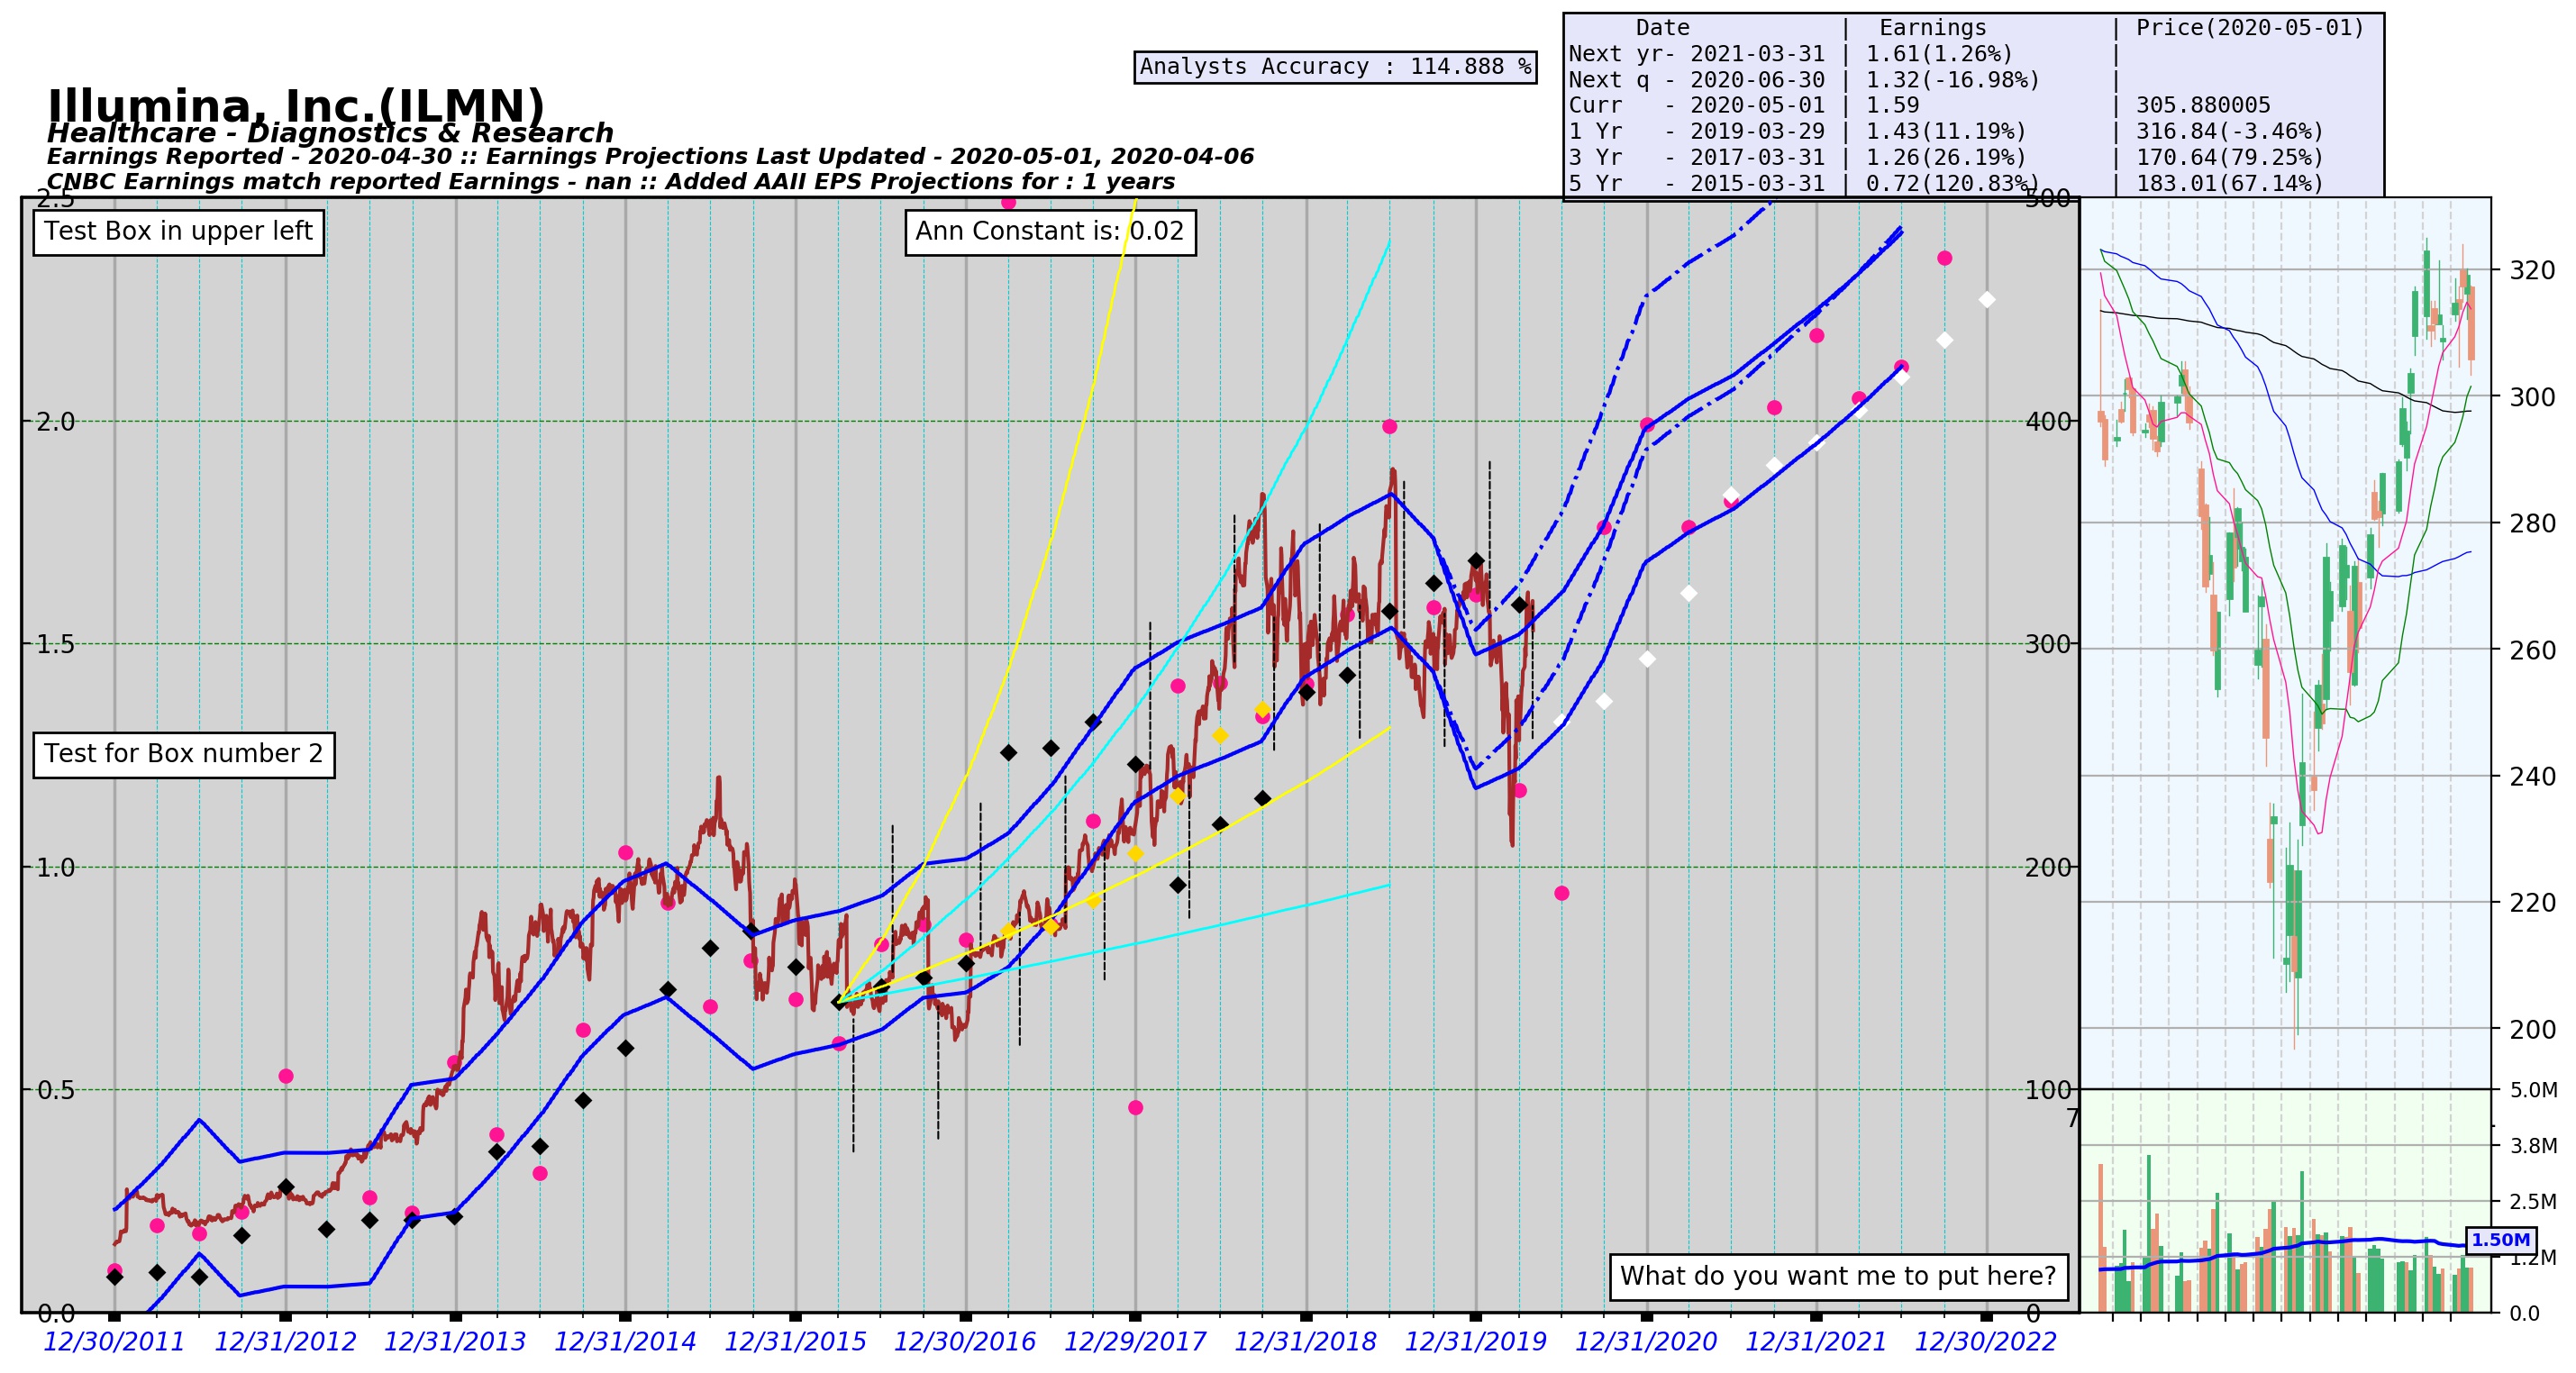 Date | Earnings | Price(2020-05-01)
Next yr- 2021-03-31 | 1.61(1.26%) |
Next q - 2020-06-30 | 1.32(-16.98%) |
Curr - 2020-05-01 | 1.59 | 305.880005
1 Yr - 2019-03-29 | 1.43(11.19%) | 316.84(-3.46%)
3 Yr - 2017-03-31 | 1.26(26.19%) | 170.64(79.25%)
5 Yr - 2015-03-31 | 0.72(120.83%) | 183.01(67.14%)
Analysts Accuracy : 114.888 %
Illumina, Inc.(ILMN)
Healthcare - Diagnostics & Research
Earnings Reported - 2020-04-30 :: Earnings Projections Last Updated - 2020-05-01, 2020-04-06
CNBC Earnings match reported Earnings - nan :: Added AAII EPS Projections for : 1 years
Test Box in upper left
Ann Constant is: 0.02
Test for Box number 2
What do you want me to put here?
2.5
2.0
1.5
1.0
0.5
0.0
500
400
300
200
100
0
7
320
300
280
260
240
220
200
5.0M
3.8M
2.5M
1.50M
1.2M
0.0
12/30/2011 12/31/2012 12/31/2013 12/31/2014 12/31/2015 12/30/2016 12/29/2017 12/31/2018 12/31/2019 12/31/2020 12/31/2021 12/30/2022